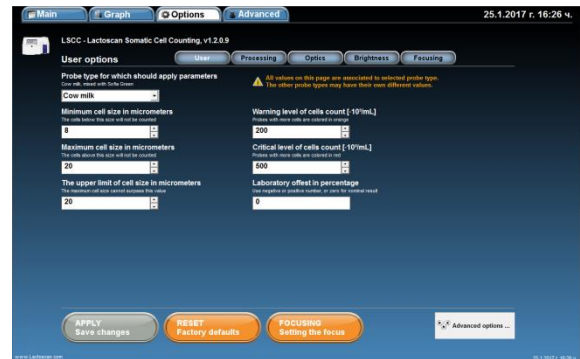 Main Graph Options Advanced 25.1.2017 г. 16:26 ч.
LSCC - Lactoscan Somatic Cell Counting, v1.2.0.9
User options User Processing Optics Brightness Focusing
Probe type for which should apply parameters
Cow milk, mixed with Sofia Green
Cow milk
All values on this page are associated to selected probe type.
The other probe types may have their own different values.
Minimum cell size in micrometers
The cells below this size will not be counted
8
Warning level of cells count [·10³/mL]
Probes with more cells are colored in orange
200
Maximum cell size in micrometers
The cells above this size will not be counted
20
Critical level of cells count [·10³/mL]
Probes with more cells are colored in red
500
The upper limit of cell size in micrometers
The maximum cell size cannot surpass this value
20
Laboratory offest in percentage
Use negative or positive number, or zero for nominal result
0
APPLY
Save changes
RESET
Factory defaults
FOCUSING
Setting the focus
Advanced options ...
www.Lactoscan.com